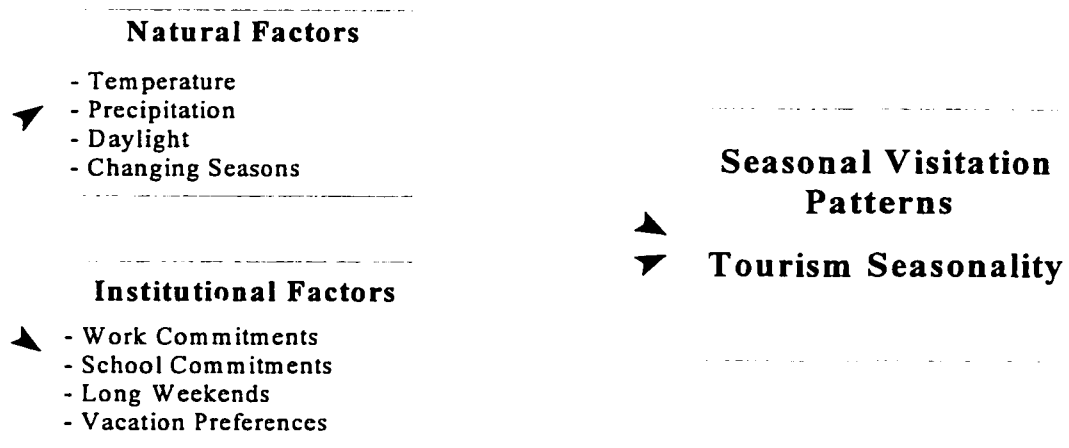 Natural Factors
- Temperature
- Precipitation
- Daylight
- Changing Seasons
Institutional Factors
- Work Commitments
- School Commitments
- Long Weekends
- Vacation Preferences
Seasonal Visitation
Patterns
Tourism Seasonality